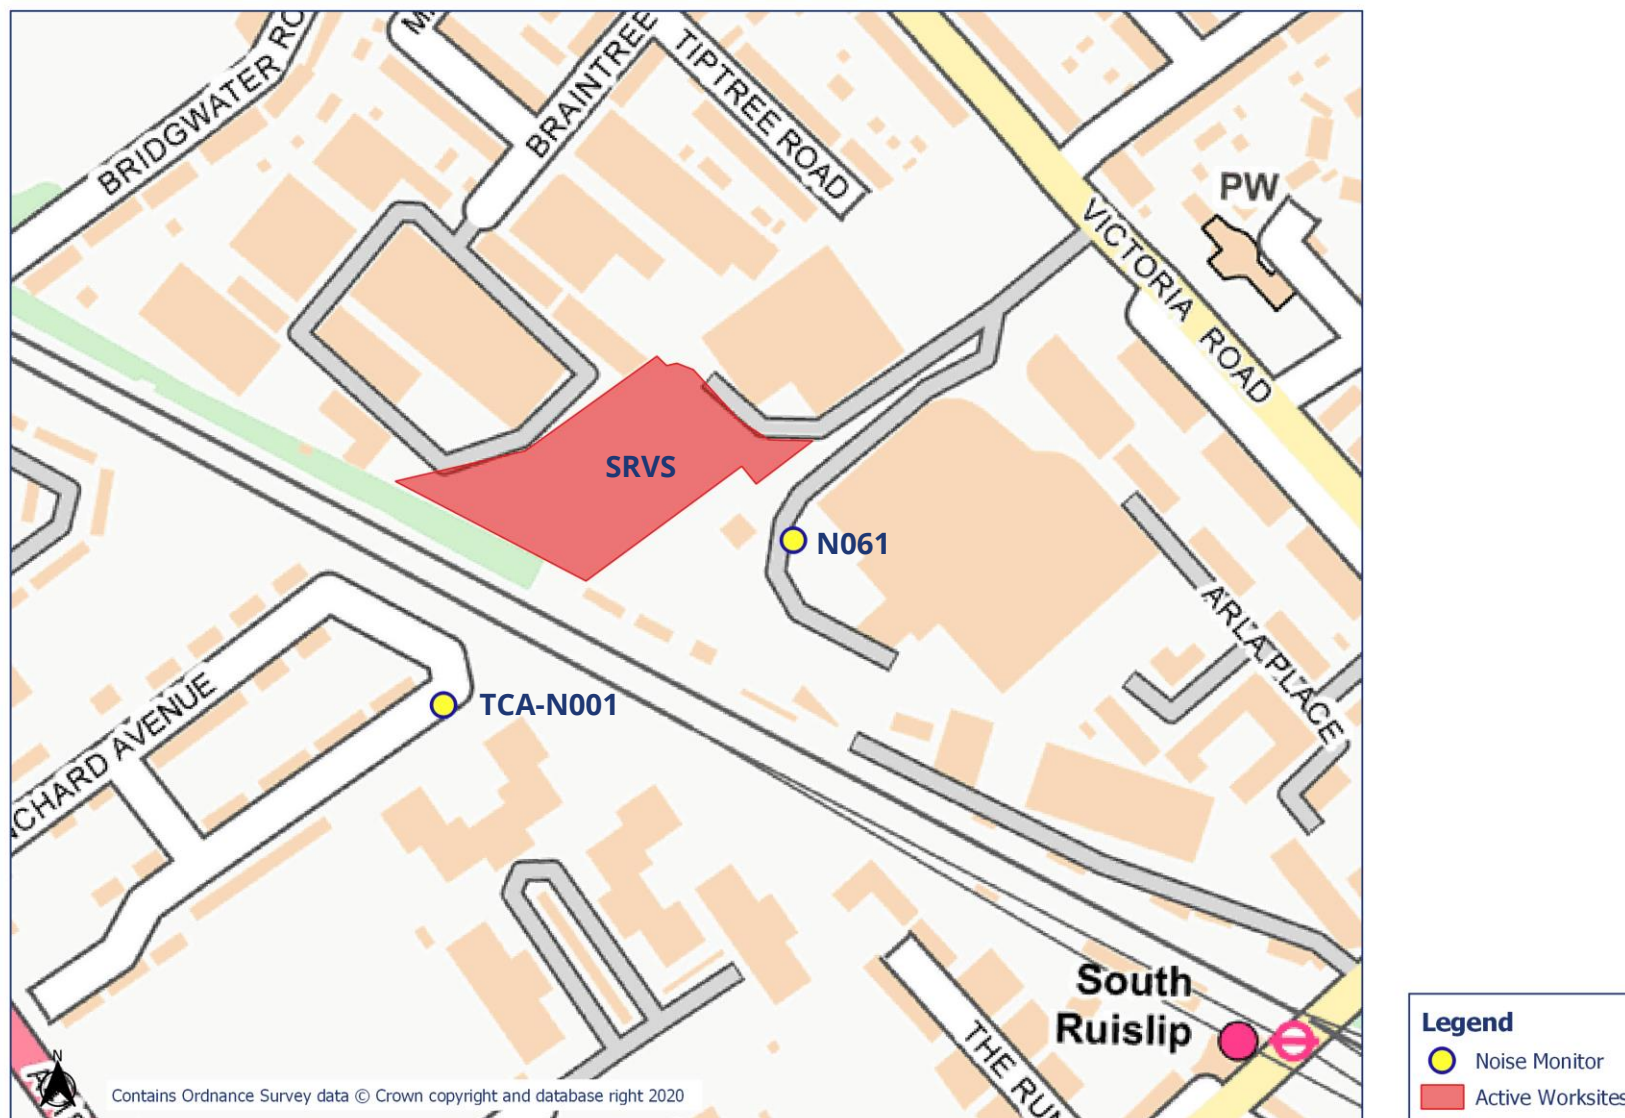 BRIDGWATER RO
BRAINTREE
TIPTREE ROAD
PW
VICTORIA ROAD
SRVS
N061
ARLA PLACE
TCA-N001
CHARD AVENUE
South
Ruislip
THE RUN
N
Contains Ordnance Survey data © Crown copyright and database right 2020
Legend
Noise Monitor
Active Worksites